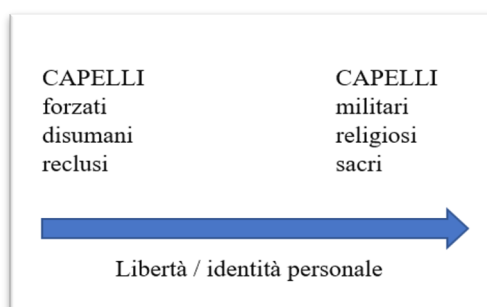 CAPELLI
forzati
disumani
reclusi
CAPELLI
militari
religiosi
sacri
Libertà / identità personale